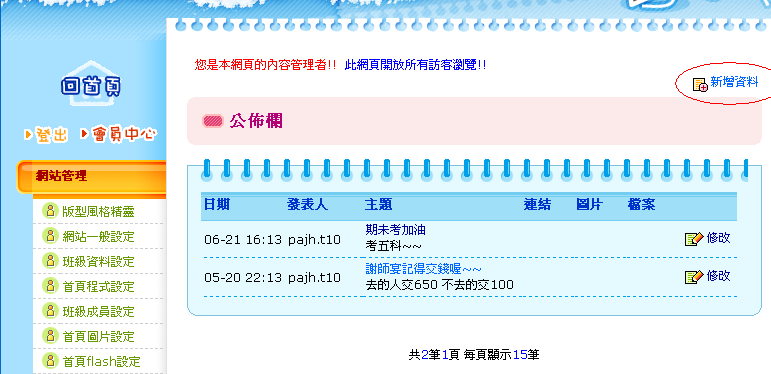 您是本網頁的內容管理者!! 此網頁開放所有訪客瀏覽!!
新增資料
回首頁
登出 會員中心
公佈欄
網站管理
版型風格精靈
網站一般設定
班級資料設定
首頁程式設定
班級成員設定
首頁圖片設定
首頁flash設定
日期 發表人 主題 連結 圖片 檔案
06-21 16:13 pajh.t10 期末考加油 修改
考五科~~
05-20 22:13 pajh.t10 謝師宴記得交錢喔~~ 修改
去的人交650 不去的交100
共2筆1頁 每頁顯示15筆